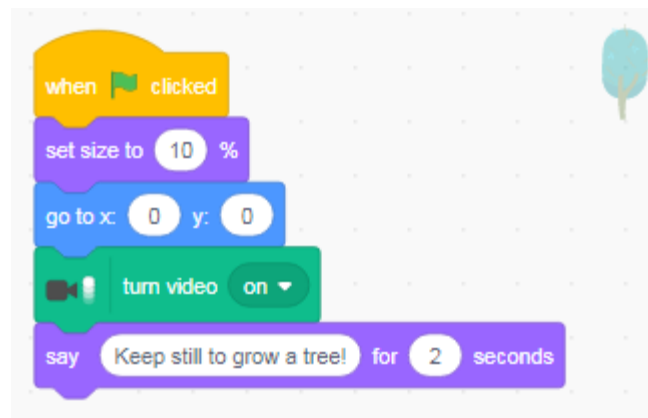 when clicked
set size to 10 %
go to x: 0 y: 0
turn video on
say Keep still to grow a tree! for 2 seconds